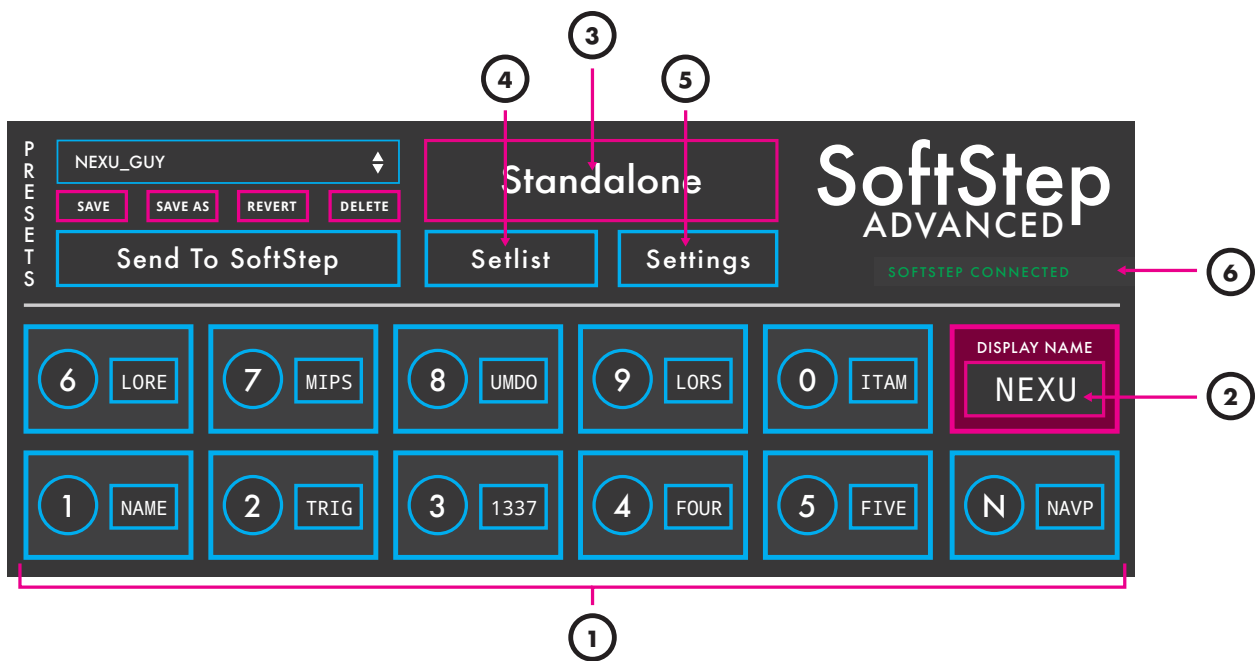 3
4
5
PRESETS
NEXU_GUY
SAVE
SAVE AS
REVERT
DELETE
Send To SoftStep
Standalone
Setlist
Settings
SoftStep
ADVANCED
SOFTSTEP CONNECTED
6
6 LORE
7 MIPS
8 UMDO
9 LORS
0 ITAM
DISPLAY NAME
NEXU
2
1 NAME
2 TRIG
3 1337
4 FOUR
5 FIVE
N NAVP
1